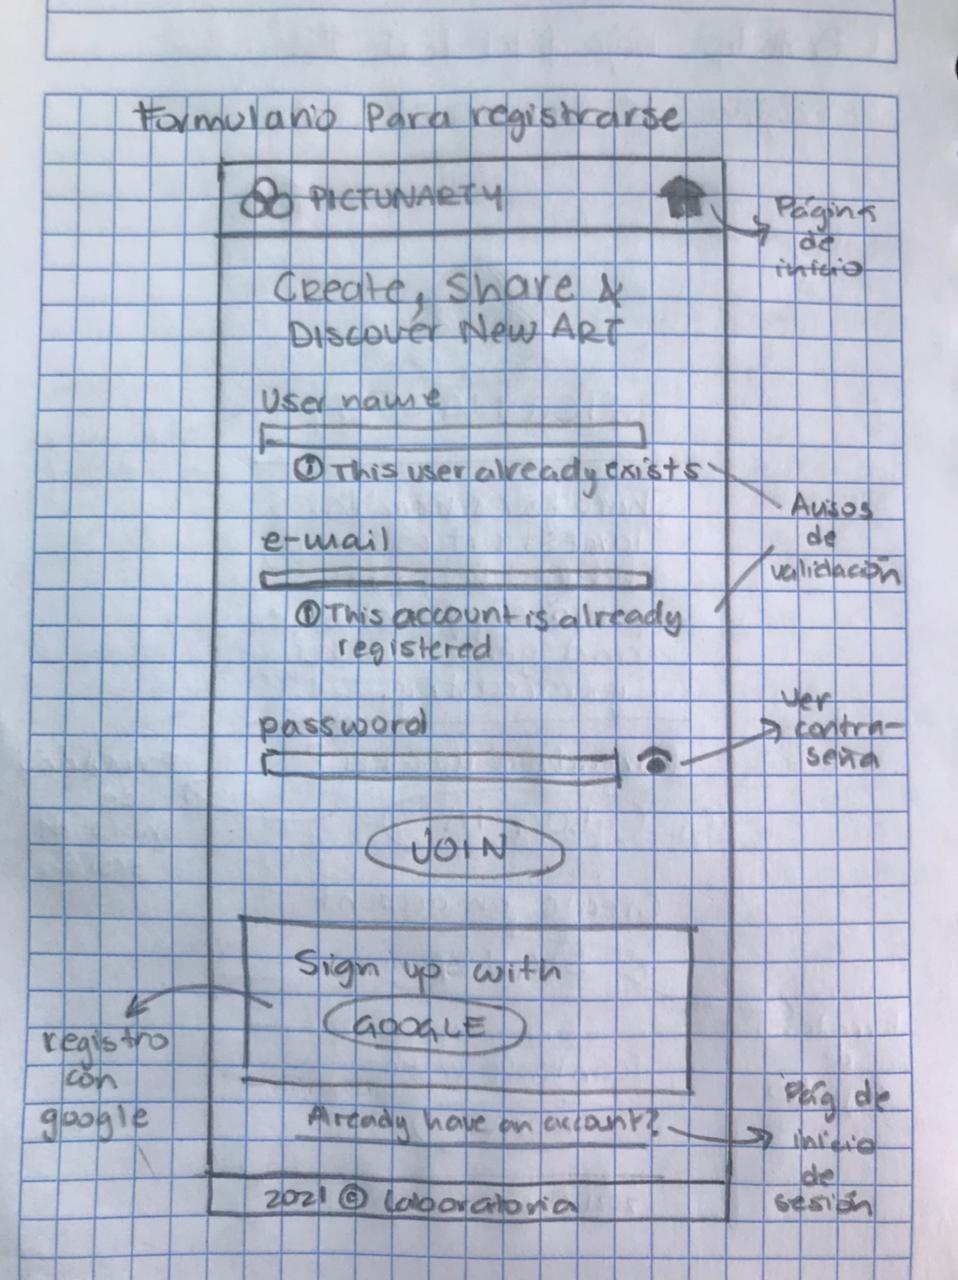 Formulario Para registrarse
PICTUNARTY
Página
de
inicio
Create, Share &
Discover New ART
User name
This user already exists
Avisos
de
validación
e-mail
This account is already
registered
password
ver
contra-
seña
JOIN
Sign up with
GOOGLE
registro
con
google
Already have an account?
Pág de
inicio
de
sesión
2021 © Laboratoria